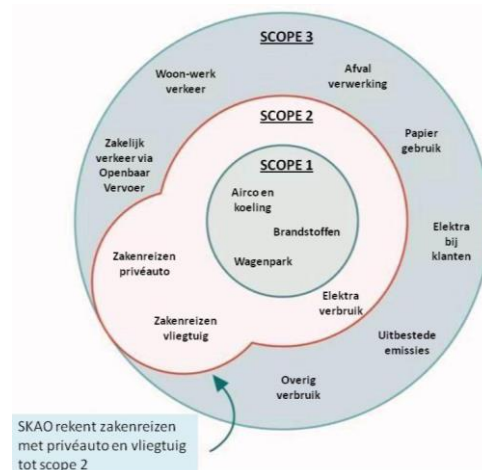 SCOPE 3
Woon-werk
verkeer
Afval
verwerking
SCOPE 2
Zakelijk
verkeer via
Openbaar
Vervoer
Papier
gebruik
SCOPE 1
Airco en
koeling
Brandstoffen
Wagenpark
Elektra
bij
klanten
Zakenreizen
privéauto
Elektra
verbruik
Zakenreizen
vliegtuig
Uitbestede
emissies
Overig
verbruik
SKAO rekent zakenreizen
met privéauto en vliegtuig
tot scope 2